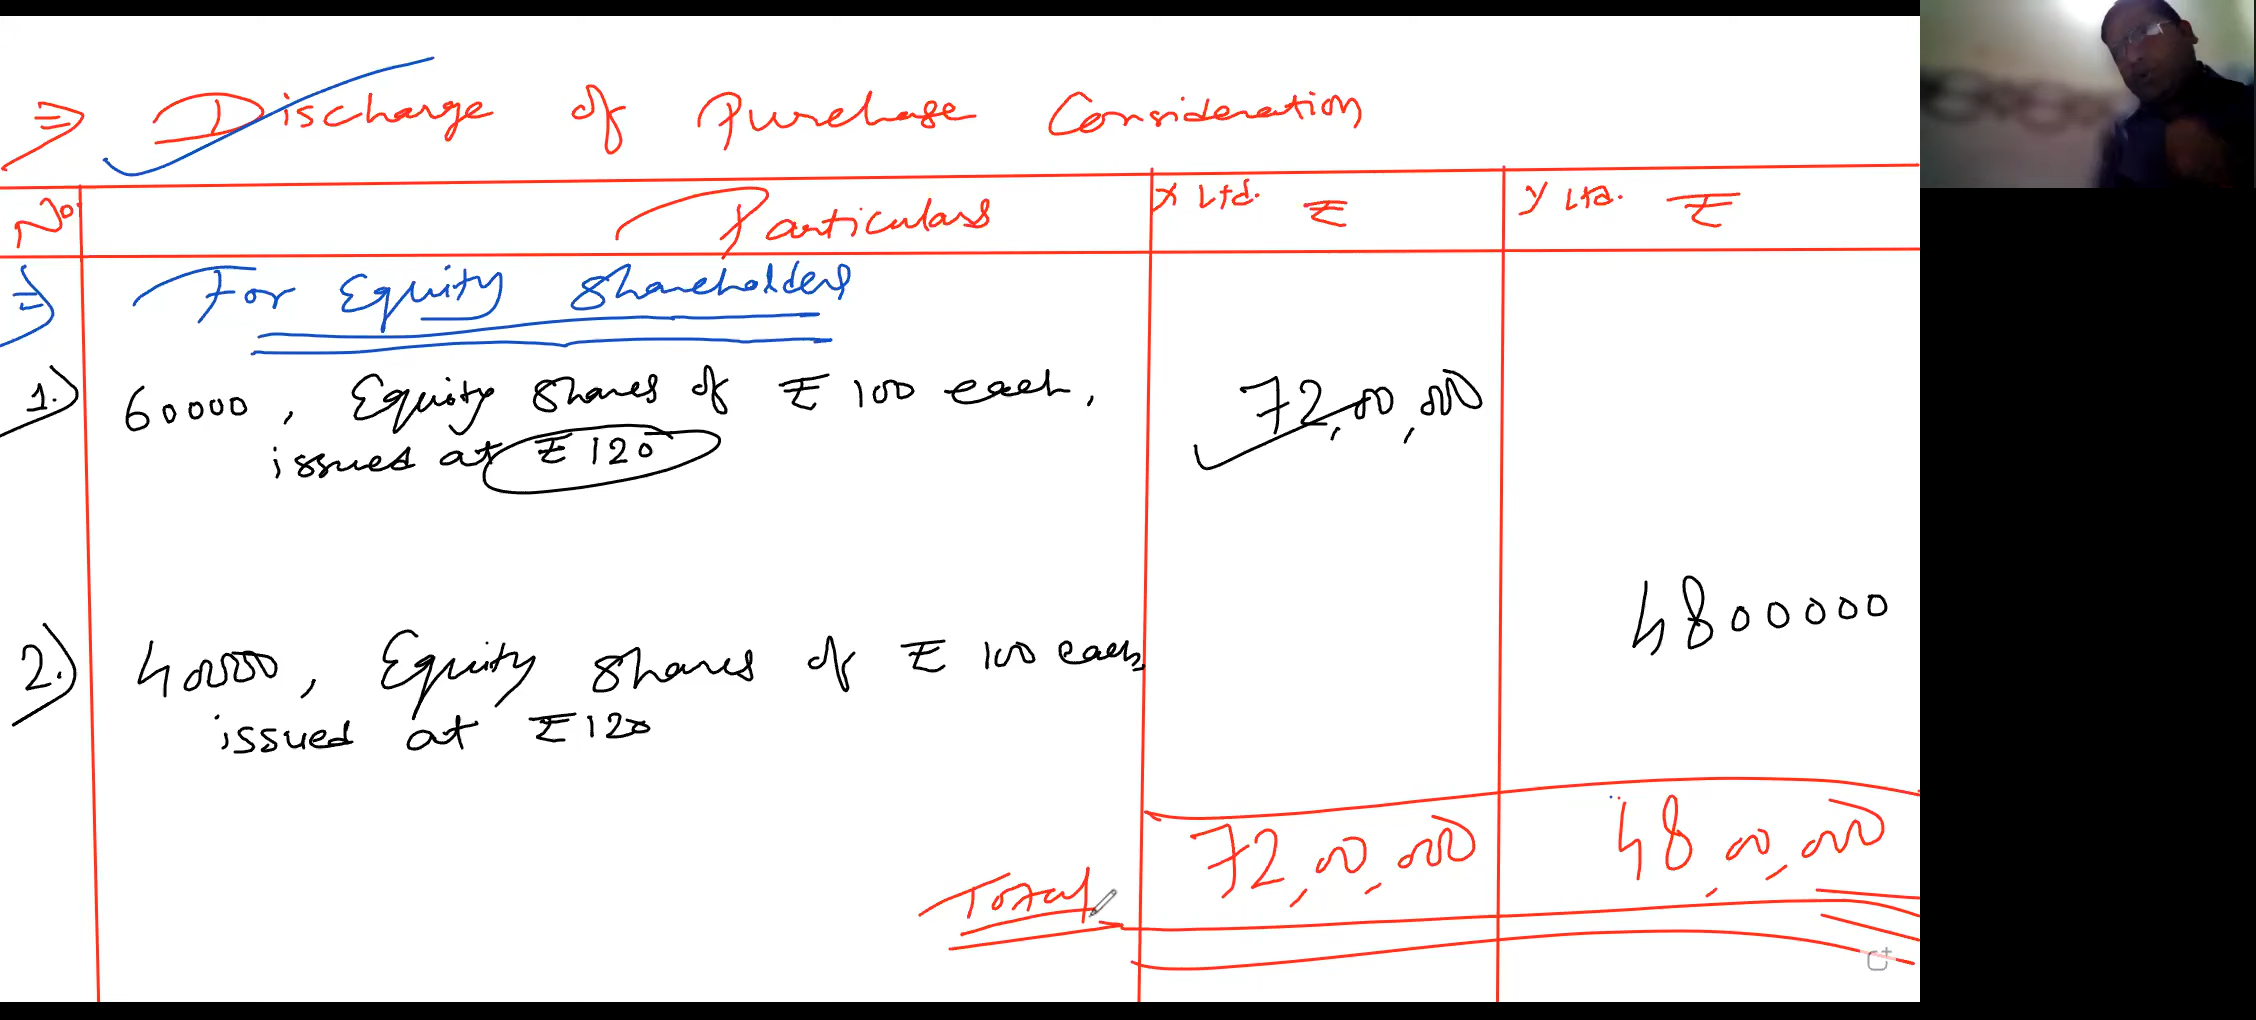 ⇒ Discharge of Purchase Consideration
No. Particulars X Ltd. ₹ Y Ltd. ₹
⇒ For Equity Shareholders
1.) 60000, Equity Shares of ₹ 100 each, 72,00,000
issued at ₹ 120
4800000
2.) 40000, Equity Shares of ₹ 100 each,
issued at ₹ 120
Total 72,00,000 48,00,000